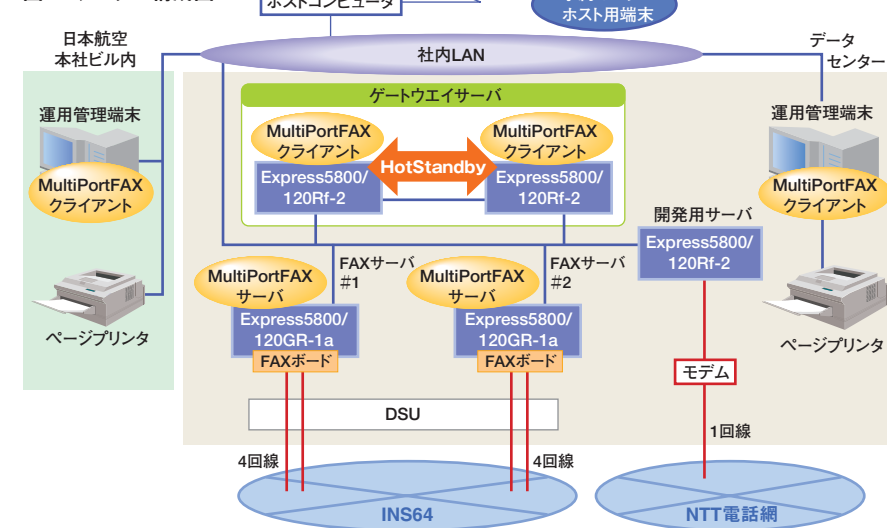 ホストコンピュータ
ホスト用端末
日本航空
本社ビル内
社内LAN
データ
センター
ゲートウエイサーバ
運用管理端末
MultiPortFAX
クライアント
MultiPortFAX
クライアント
HotStandby
MultiPortFAX
クライアント
運用管理端末
MultiPortFAX
クライアント
Express5800/
120Rf-2
Express5800/
120Rf-2
開発用サーバ
Express5800/
120Rf-2
MultiPortFAX
サーバ
FAXサーバ
#1
MultiPortFAX
サーバ
FAXサーバ
#2
Express5800/
120GR-1a
FAXボード
Express5800/
120GR-1a
FAXボード
ページプリンタ
ページプリンタ
モデム
DSU
1回線
4回線
4回線
INS64
NTT電話網